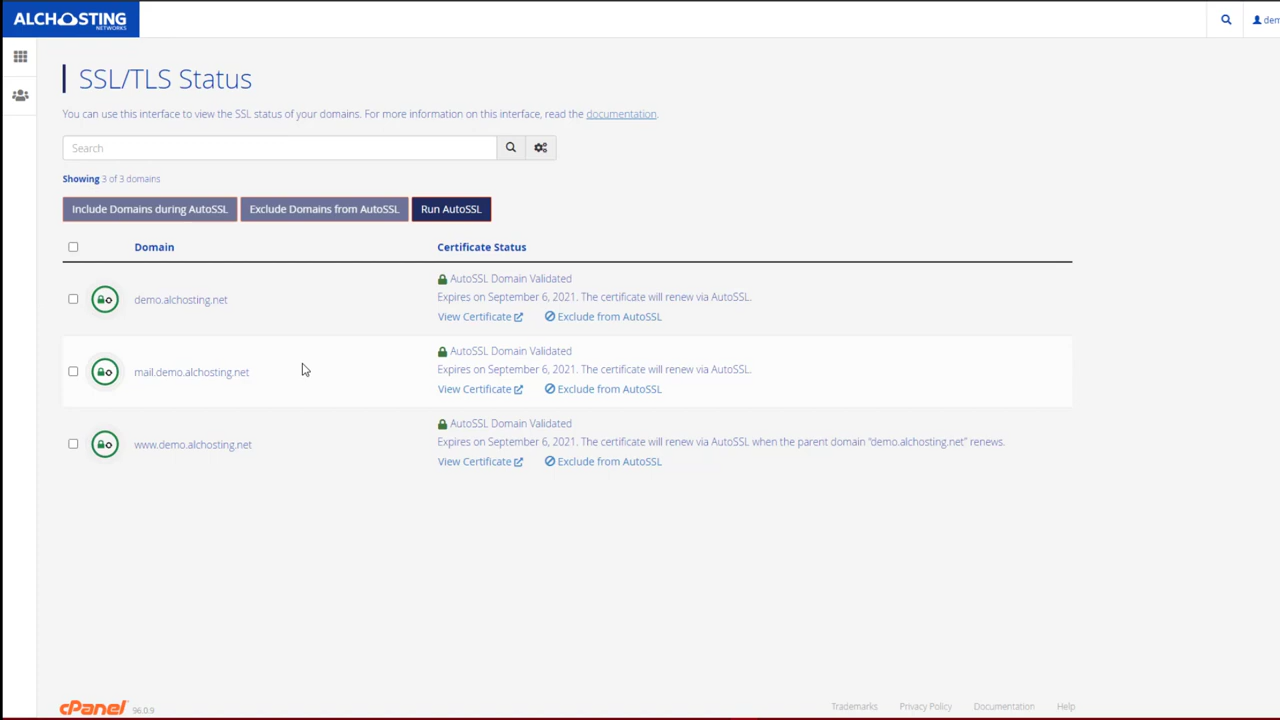 ALCHOSTING
NETWORKS
dem
SSL/TLS Status
You can use this interface to view the SSL status of your domains. For more information on this interface, read the documentation.
Search
Showing 3 of 3 domains
Include Domains during AutoSSL Exclude Domains from AutoSSL Run AutoSSL
Domain Certificate Status
AutoSSL Domain Validated
demo.alchosting.net
Expires on September 6, 2021. The certificate will renew via AutoSSL.
View Certificate Exclude from AutoSSL
AutoSSL Domain Validated
mail.demo.alchosting.net
Expires on September 6, 2021. The certificate will renew via AutoSSL.
View Certificate Exclude from AutoSSL
AutoSSL Domain Validated
www.demo.alchosting.net
Expires on September 6, 2021. The certificate will renew via AutoSSL when the parent domain “demo.alchosting.net” renews.
View Certificate Exclude from AutoSSL
cPanel 96.0.9 Trademarks Privacy Policy Documentation Help